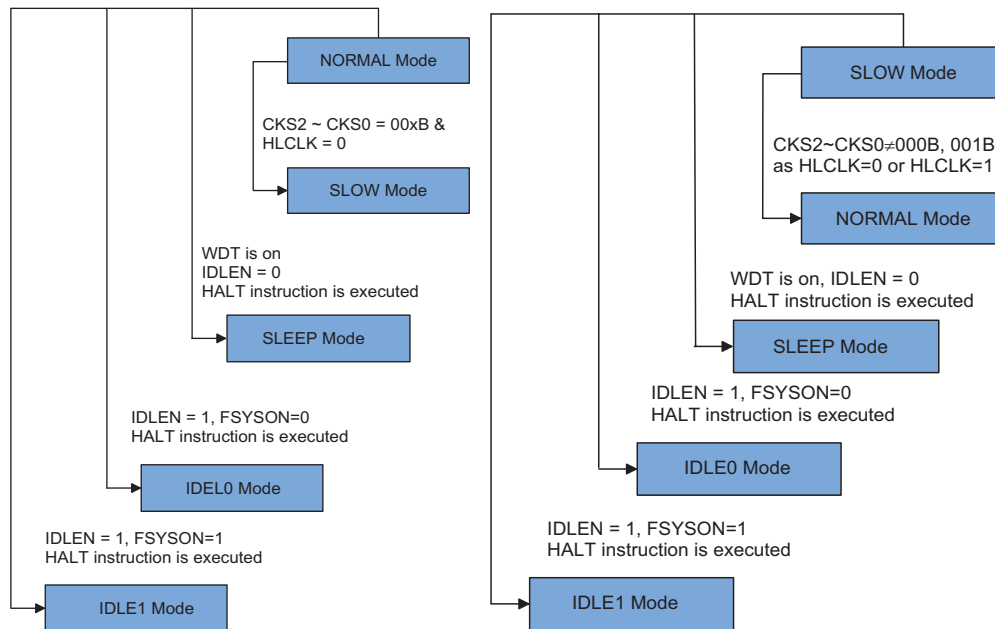 NORMAL Mode
CKS2 ~ CKS0 = 00xB &
HLCLK = 0
SLOW Mode
WDT is on
IDLEN = 0
HALT instruction is executed
SLEEP Mode
IDLEN = 1, FSYSON=0
HALT instruction is executed
IDEL0 Mode
IDLEN = 1, FSYSON=1
HALT instruction is executed
IDLE1 Mode
SLOW Mode
CKS2~CKS0≠000B, 001B
as HLCLK=0 or HLCLK=1
NORMAL Mode
WDT is on, IDLEN = 0
HALT instruction is executed
SLEEP Mode
IDLEN = 1, FSYSON=0
HALT instruction is executed
IDLE0 Mode
IDLEN = 1, FSYSON=1
HALT instruction is executed
IDLE1 Mode